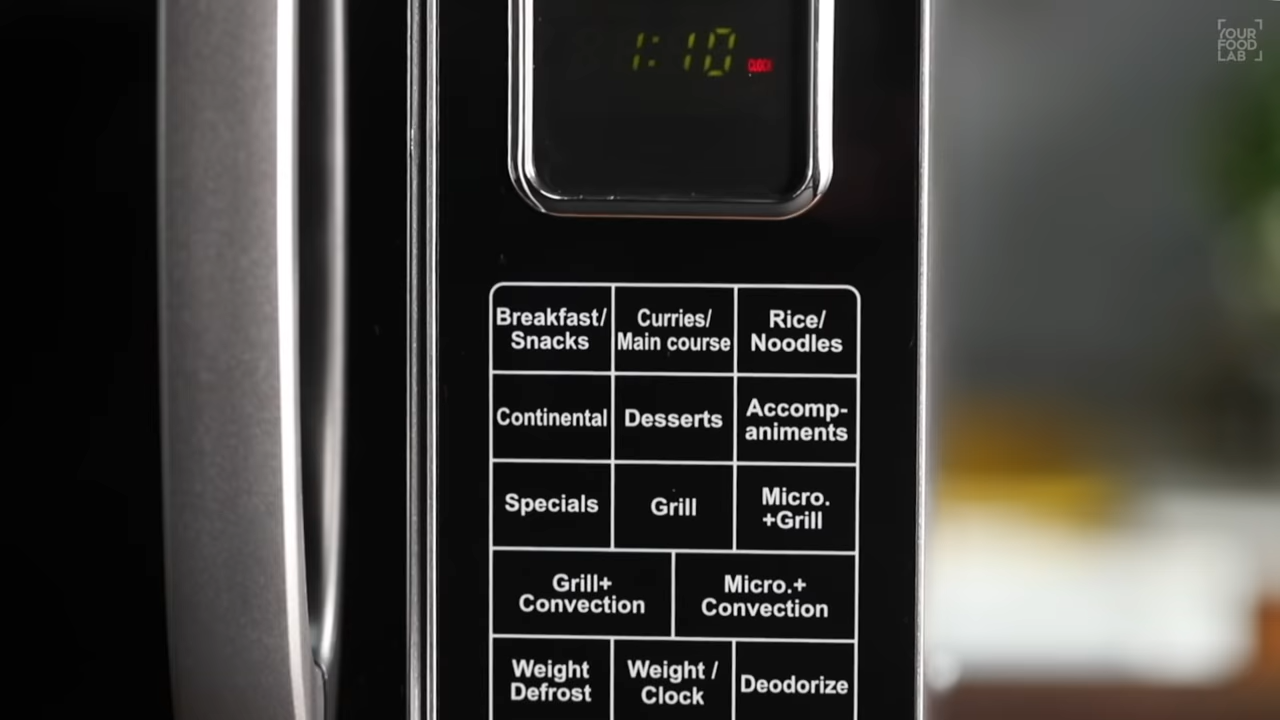 1:10 CLOCK
YOUR
FOOD
LAB
Breakfast/
Snacks
Curries/
Main course
Rice/
Noodles
Continental
Desserts
Accomp-
animents
Specials
Grill
Micro.
+Grill
Grill+
Convection
Micro.+
Convection
Weight
Defrost
Weight /
Clock
Deodorize